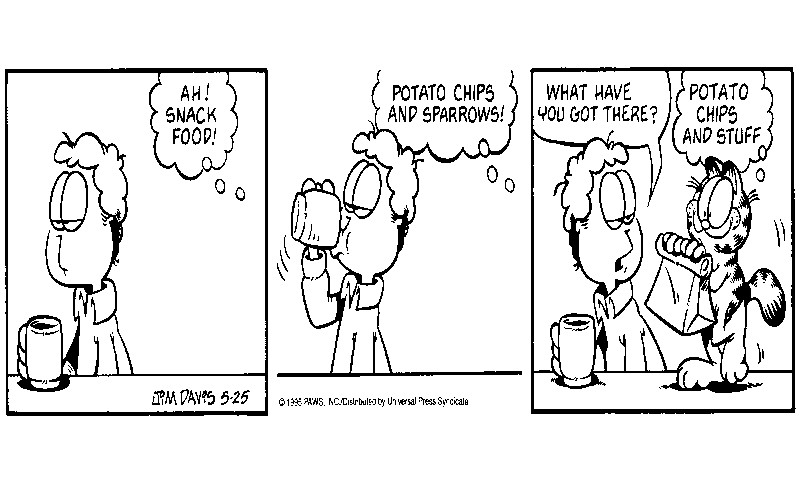 AH!
SNACK
FOOD!
JIM DAVIS 5-25
POTATO CHIPS
AND SPARROWS!
© 1995 PAWS, INC./Distributed by Universal Press Syndicate
WHAT HAVE
YOU GOT THERE?
POTATO
CHIPS
AND STUFF